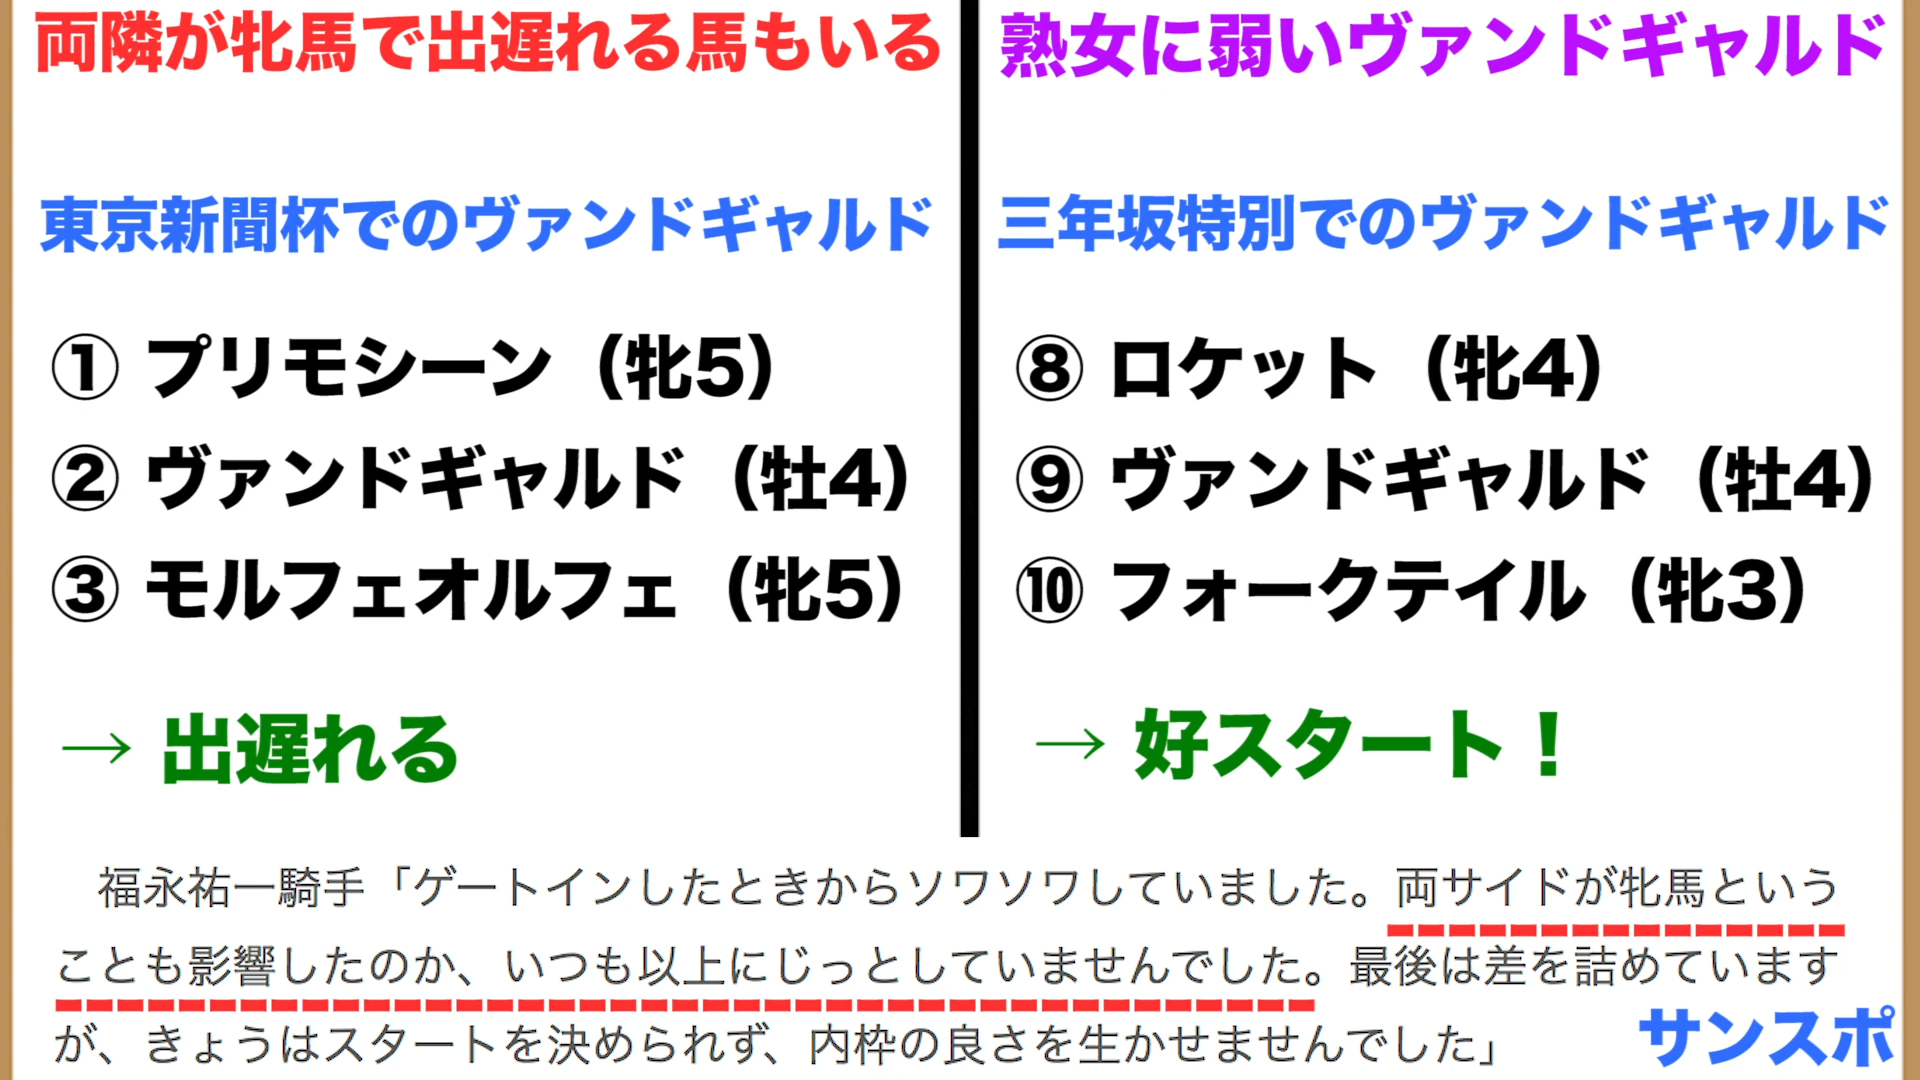 両隣が牝馬で出遅れる馬もいる
東京新聞杯でのヴァンドギャルド
① プリモシーン（牝5）
② ヴァンドギャルド（牡4）
③ モルフェオルフェ（牝5）
→ 出遅れる
熟女に弱いヴァンドギャルド
三年坂特別でのヴァンドギャルド
⑧ ロケット（牝4）
⑨ ヴァンドギャルド（牡4）
⑩ フォークテイル（牝3）
→ 好スタート！
福永祐一騎手「ゲートインしたときからソワソワしていました。両サイドが牝馬という
ことも影響したのか、いつも以上にじっとしていませんでした。最後は差を詰めています
が、きょうはスタートを決められず、内枠の良さを生かせませんでした」
サンスポ